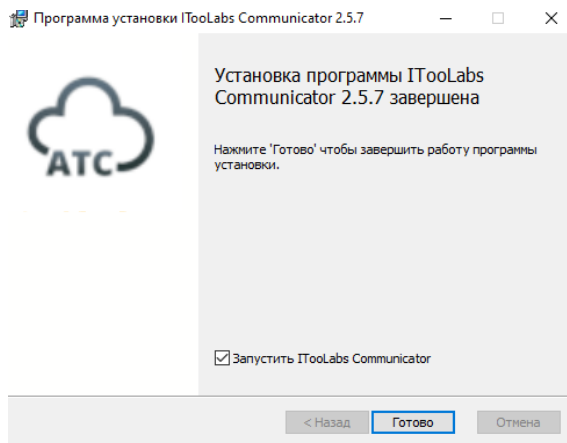 Программа установки ITooLabs Communicator 2.5.7
Установка программы ITooLabs
Communicator 2.5.7 завершена
АТС
Нажмите 'Готово' чтобы завершить работу программы
установки.
Запустить ITooLabs Communicator
< Назад
Готово
Отмена